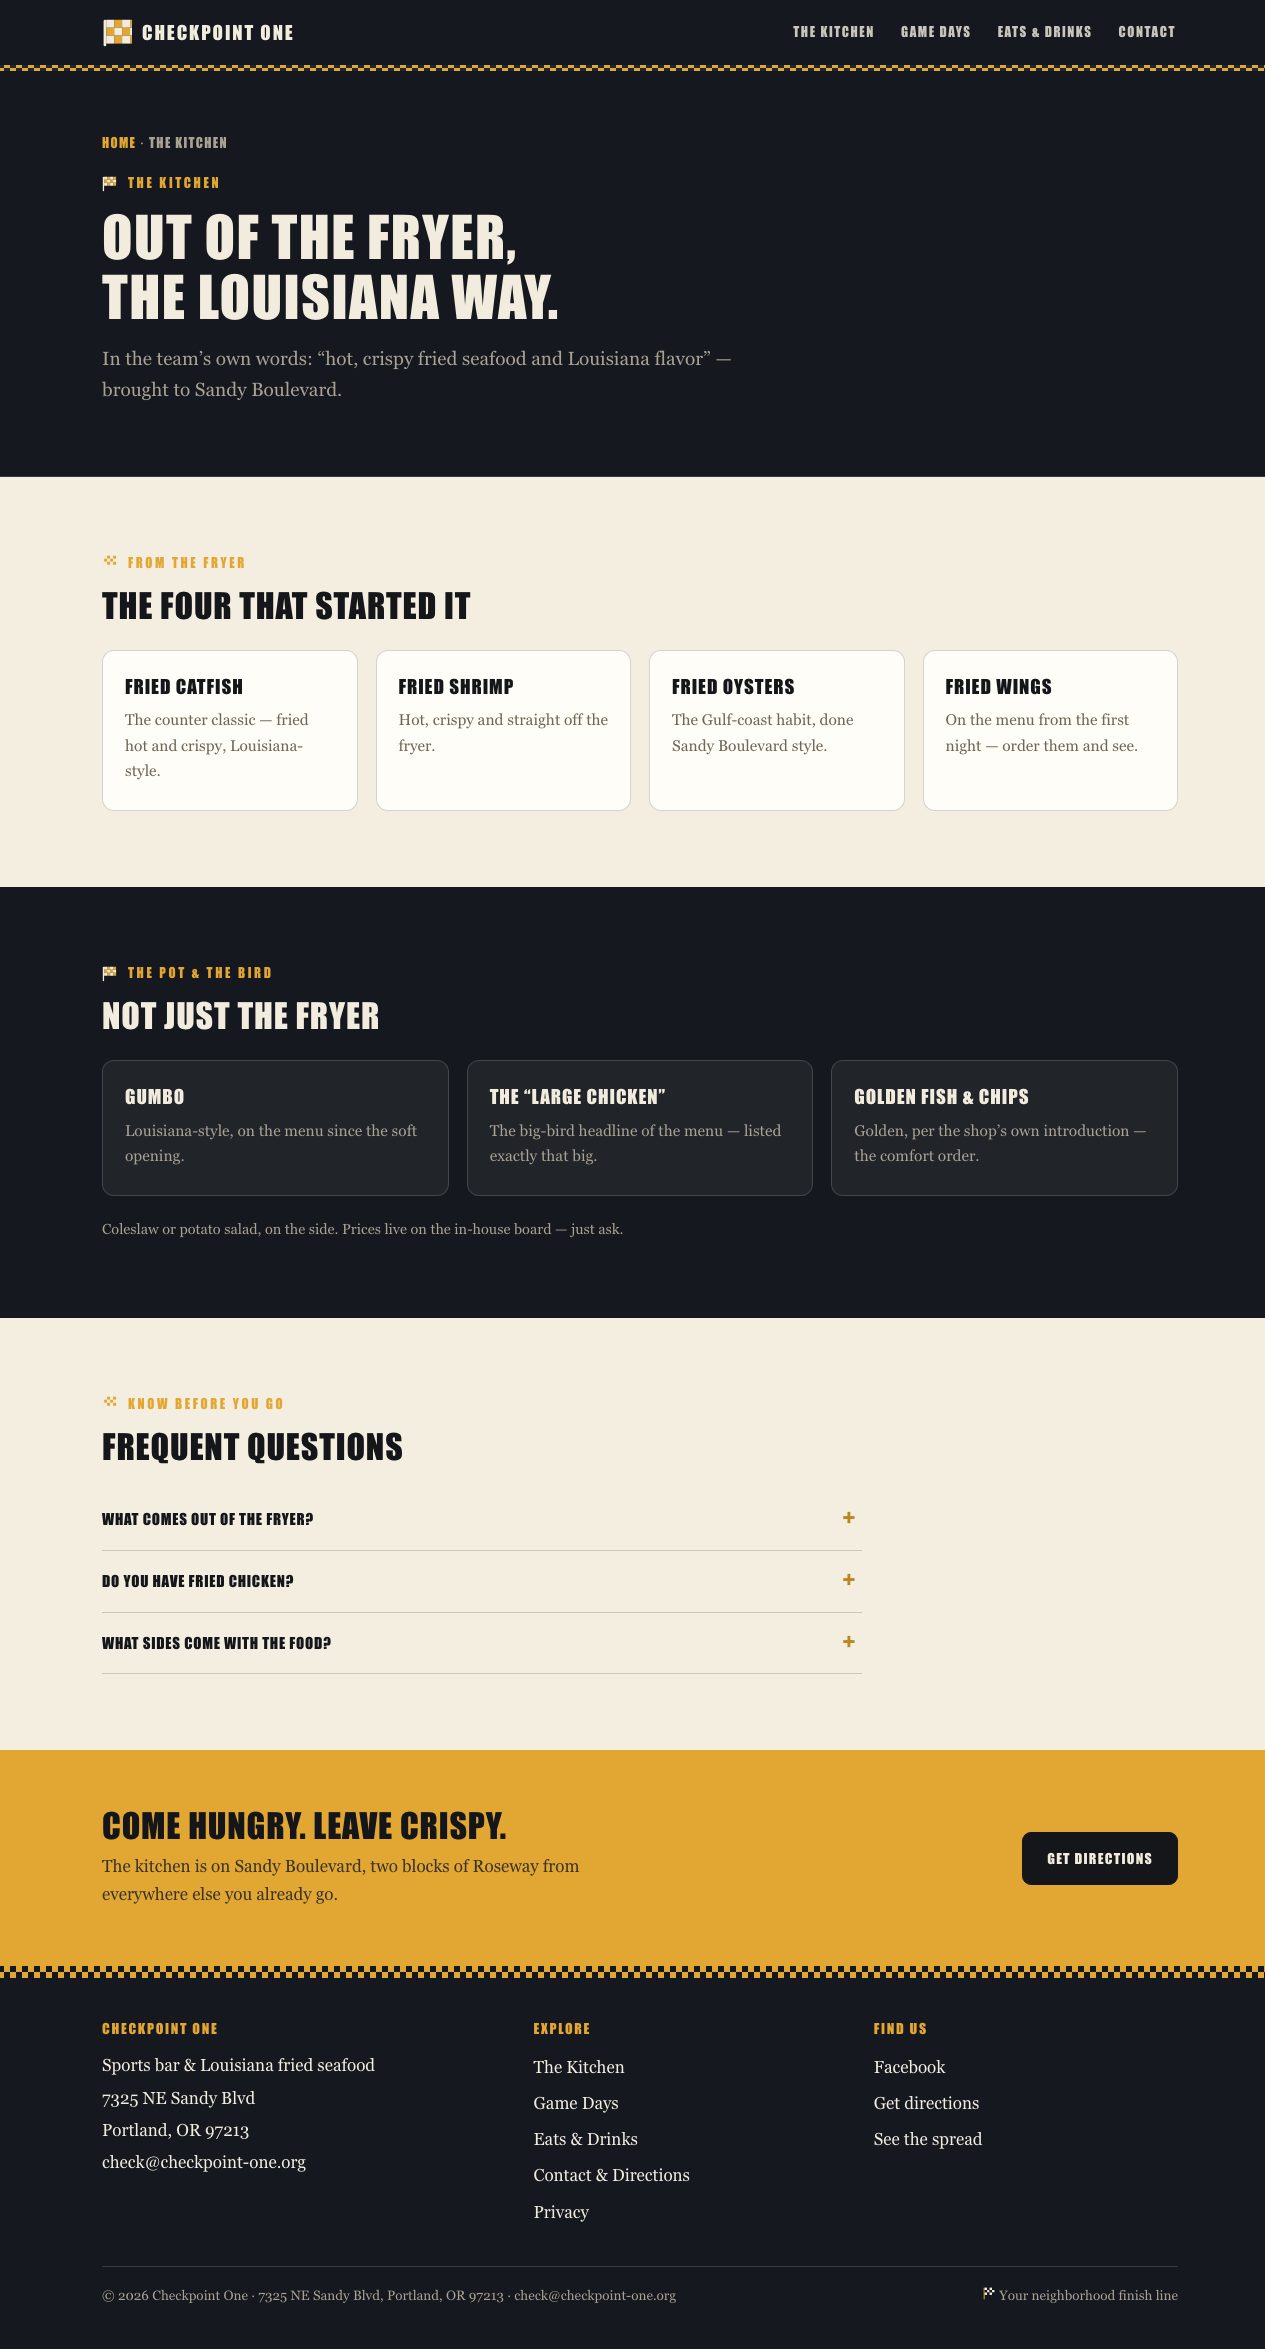 CHECKPOINT ONE
THE KITCHEN GAME DAYS EATS & DRINKS CONTACT
HOME · THE KITCHEN
THE KITCHEN
OUT OF THE FRYER,
THE LOUISIANA WAY.
In the team’s own words: “hot, crispy fried seafood and Louisiana flavor” —
brought to Sandy Boulevard.
FROM THE FRYER
THE FOUR THAT STARTED IT
FRIED CATFISH
The counter classic — fried
hot and crispy, Louisiana-
style.
FRIED SHRIMP
Hot, crispy and straight off the
fryer.
FRIED OYSTERS
The Gulf-coast habit, done
Sandy Boulevard style.
FRIED WINGS
On the menu from the first
night — order them and see.
THE POT & THE BIRD
NOT JUST THE FRYER
GUMBO
Louisiana-style, on the menu since the soft
opening.
THE “LARGE CHICKEN”
The big-bird headline of the menu — listed
exactly that big.
GOLDEN FISH & CHIPS
Golden, per the shop’s own introduction —
the comfort order.
Coleslaw or potato salad, on the side. Prices live on the in-house board — just ask.
KNOW BEFORE YOU GO
FREQUENT QUESTIONS
WHAT COMES OUT OF THE FRYER? +
DO YOU HAVE FRIED CHICKEN? +
WHAT SIDES COME WITH THE FOOD? +
COME HUNGRY. LEAVE CRISPY.
The kitchen is on Sandy Boulevard, two blocks of Roseway from
everywhere else you already go.
GET DIRECTIONS
CHECKPOINT ONE
Sports bar & Louisiana fried seafood
7325 NE Sandy Blvd
Portland, OR 97213
check@checkpoint-one.org
EXPLORE
The Kitchen
Game Days
Eats & Drinks
Contact & Directions
Privacy
FIND US
Facebook
Get directions
See the spread
© 2026 Checkpoint One · 7325 NE Sandy Blvd, Portland, OR 97213 · check@checkpoint-one.org
Your neighborhood finish line